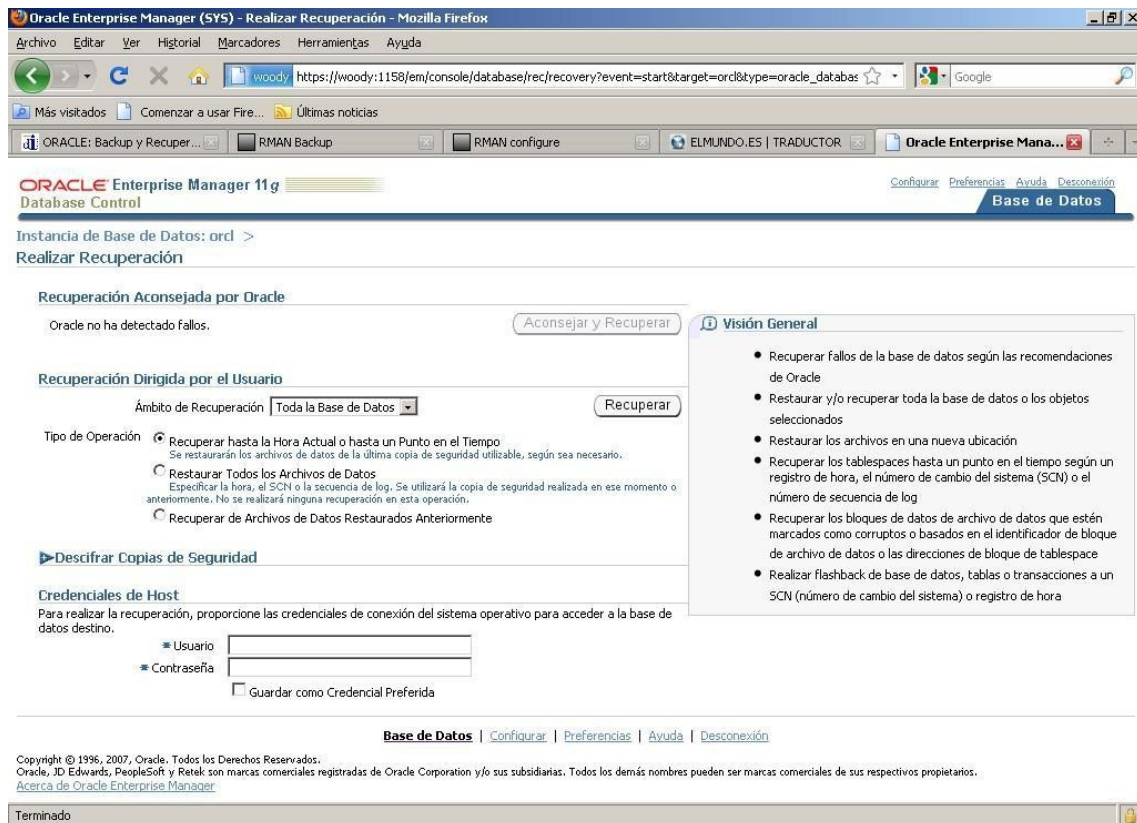 Oracle Enterprise Manager (SYS) - Realizar Recuperación - Mozilla Firefox
Archivo Editar Ver Historial Marcadores Herramientas Ayuda
woody https://woody:1158/em/console/database/rec/recovery?event=start&target=orcl&type=oracle_databas
Google
Más visitados Comenzar a usar Fire... Últimas noticias
ORACLE: Backup y Recuper... RMAN Backup RMAN configure ELMUNDO.ES | TRADUCTOR Oracle Enterprise Mana...
ORACLE Enterprise Manager 11g
Database Control
Configurar Preferencias Ayuda Desconexión
Base de Datos
Instancia de Base de Datos: orcl >
Realizar Recuperación
Recuperación Aconsejada por Oracle
Oracle no ha detectado fallos.
Aconsejar y Recuperar
Recuperación Dirigida por el Usuario
Ámbito de Recuperación Toda la Base de Datos
Recuperar
Tipo de Operación Recuperar hasta la Hora Actual o hasta un Punto en el Tiempo
Se restaurarán los archivos de datos de la última copia de seguridad utilizable, según sea necesario.
Restaurar Todos los Archivos de Datos
Especificar la hora, el SCN o la secuencia de log. Se utilizará la copia de seguridad realizada en ese momento o
anteriormente. No se realizará ninguna recuperación en esta operación.
Recuperar de Archivos de Datos Restaurados Anteriormente
Descifrar Copias de Seguridad
Credenciales de Host
Para realizar la recuperación, proporcione las credenciales de conexión del sistema operativo para acceder a la base de
datos destino.
* Usuario
* Contraseña
Guardar como Credencial Preferida
Visión General
• Recuperar fallos de la base de datos según las recomendaciones
de Oracle
• Restaurar y/o recuperar toda la base de datos o los objetos
seleccionados
• Restaurar los archivos en una nueva ubicación
• Recuperar los tablespaces hasta un punto en el tiempo según un
registro de hora, el número de cambio del sistema (SCN) o el
número de secuencia de log
• Recuperar los bloques de datos de archivo de datos que estén
marcados como corruptos o basados en el identificador de bloque
de archivo de datos o las direcciones de bloque de tablespace
• Realizar flashback de base de datos, tablas o transacciones a un
SCN (número de cambio del sistema) o registro de hora
Base de Datos | Configurar | Preferencias | Ayuda | Desconexión
Copyright © 1996, 2007, Oracle. Todos los Derechos Reservados.
Oracle, JD Edwards, PeopleSoft y Retek son marcas comerciales registradas de Oracle Corporation y/o sus subsidiarias. Todos los demás nombres pueden ser marcas comerciales de sus respectivos propietarios.
Acerca de Oracle Enterprise Manager
Terminado